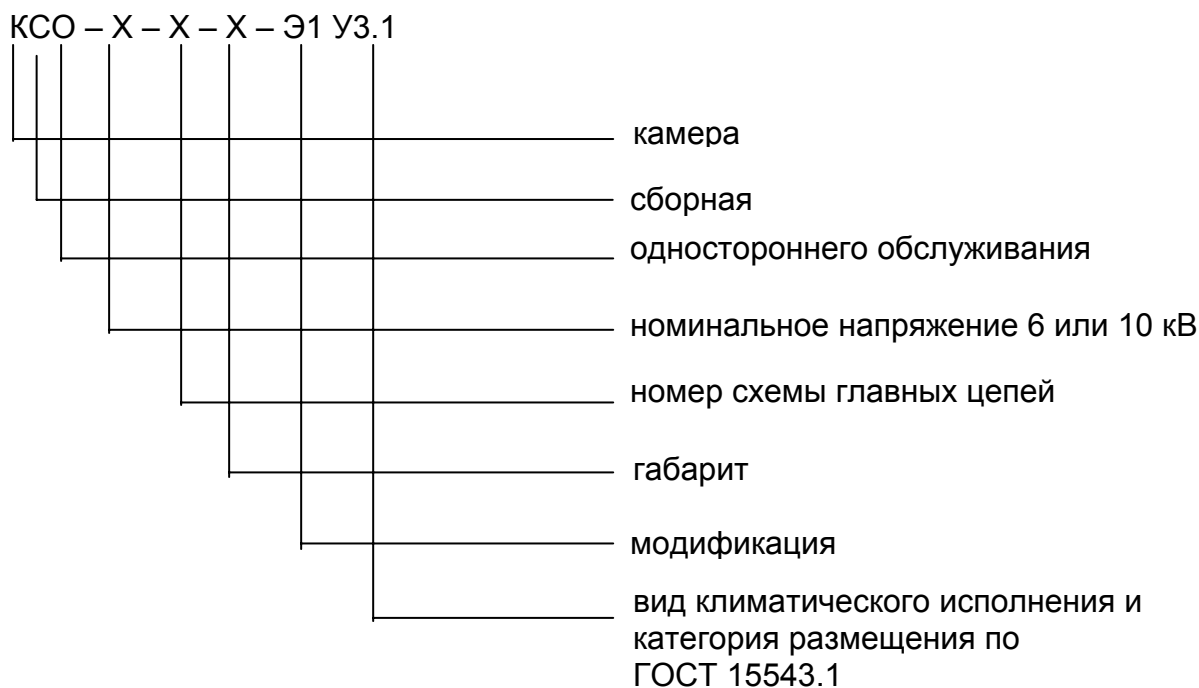 КСО – Х – Х – Х – Э1 У3.1
камера
сборная
одностороннего обслуживания
номинальное напряжение 6 или 10 кВ
номер схемы главных цепей
габарит
модификация
вид климатического исполнения и
категория размещения по
ГОСТ 15543.1